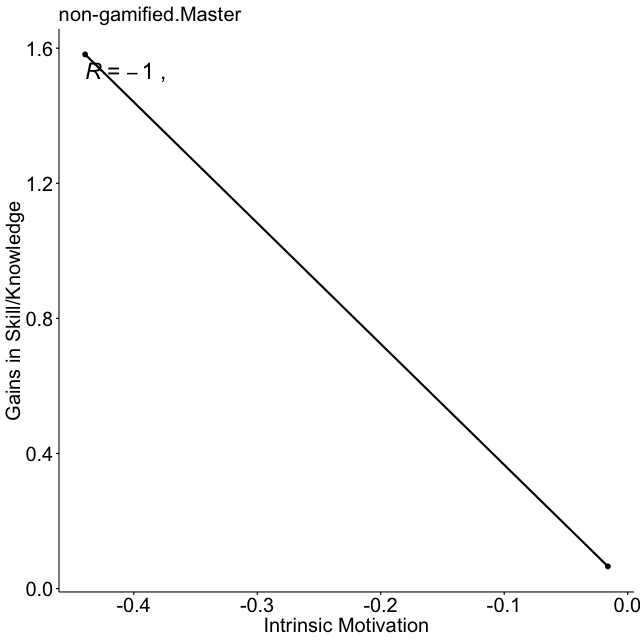 non-gamified.Master
1.6
R = −1 ,
1.2
0.8
0.4
0.0
Gains in Skill/Knowledge
-0.4 -0.3 -0.2 -0.1 0.0
Intrinsic Motivation